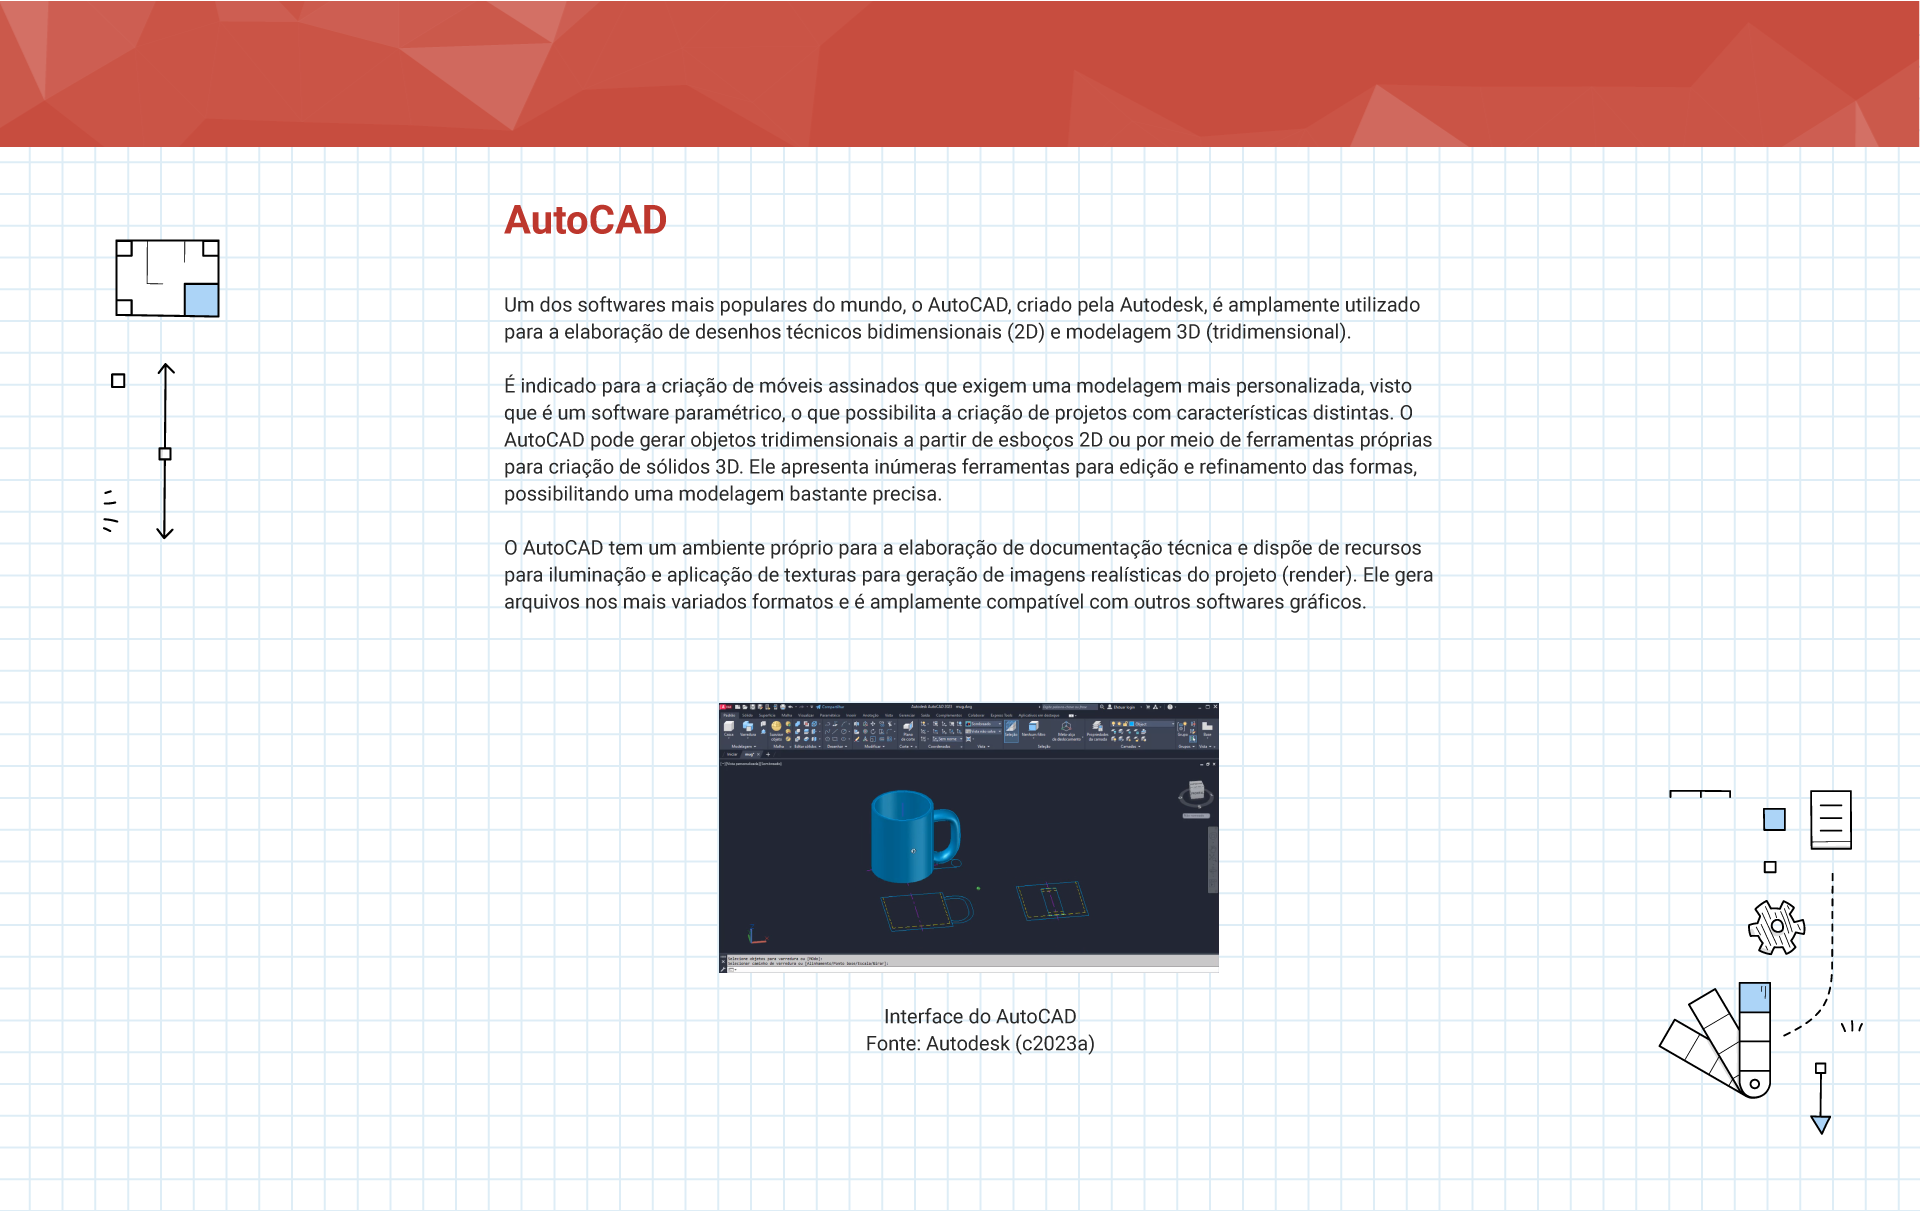 AutoCAD
Um dos softwares mais populares do mundo, o AutoCAD, criado pela Autodesk, é amplamente utilizado
para a elaboração de desenhos técnicos bidimensionais (2D) e modelagem 3D (tridimensional).
É indicado para a criação de móveis assinados que exigem uma modelagem mais personalizada, visto
que é um software paramétrico, o que possibilita a criação de projetos com características distintas. O
AutoCAD pode gerar objetos tridimensionais a partir de esboços 2D ou por meio de ferramentas próprias
para criação de sólidos 3D. Ele apresenta inúmeras ferramentas para edição e refinamento das formas,
possibilitando uma modelagem bastante precisa.
O AutoCAD tem um ambiente próprio para a elaboração de documentação técnica e dispõe de recursos
para iluminação e aplicação de texturas para geração de imagens realísticas do projeto (render). Ele gera
arquivos nos mais variados formatos e é amplamente compatível com outros softwares gráficos.
Interface do AutoCAD
Fonte: Autodesk (c2023a)